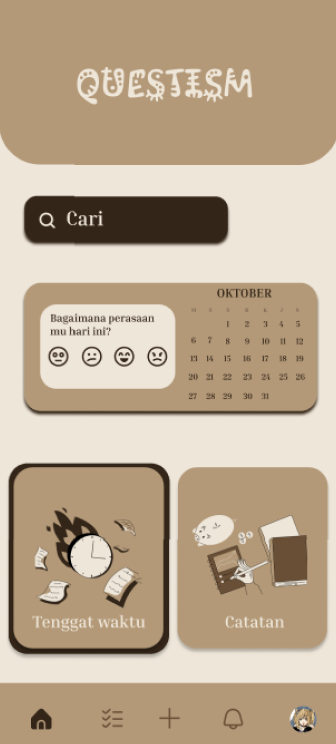 QUESTISM
Cari
OKTOBER
Bagaimana perasaan
mu hari ini?
M S S R K J S
1 2 3 4 5
6 7 8 9 10 11 12
13 14 15 16 17 18 19
20 21 22 23 24 25 26
27 28 29 30 31
Tenggat waktu
Catatan